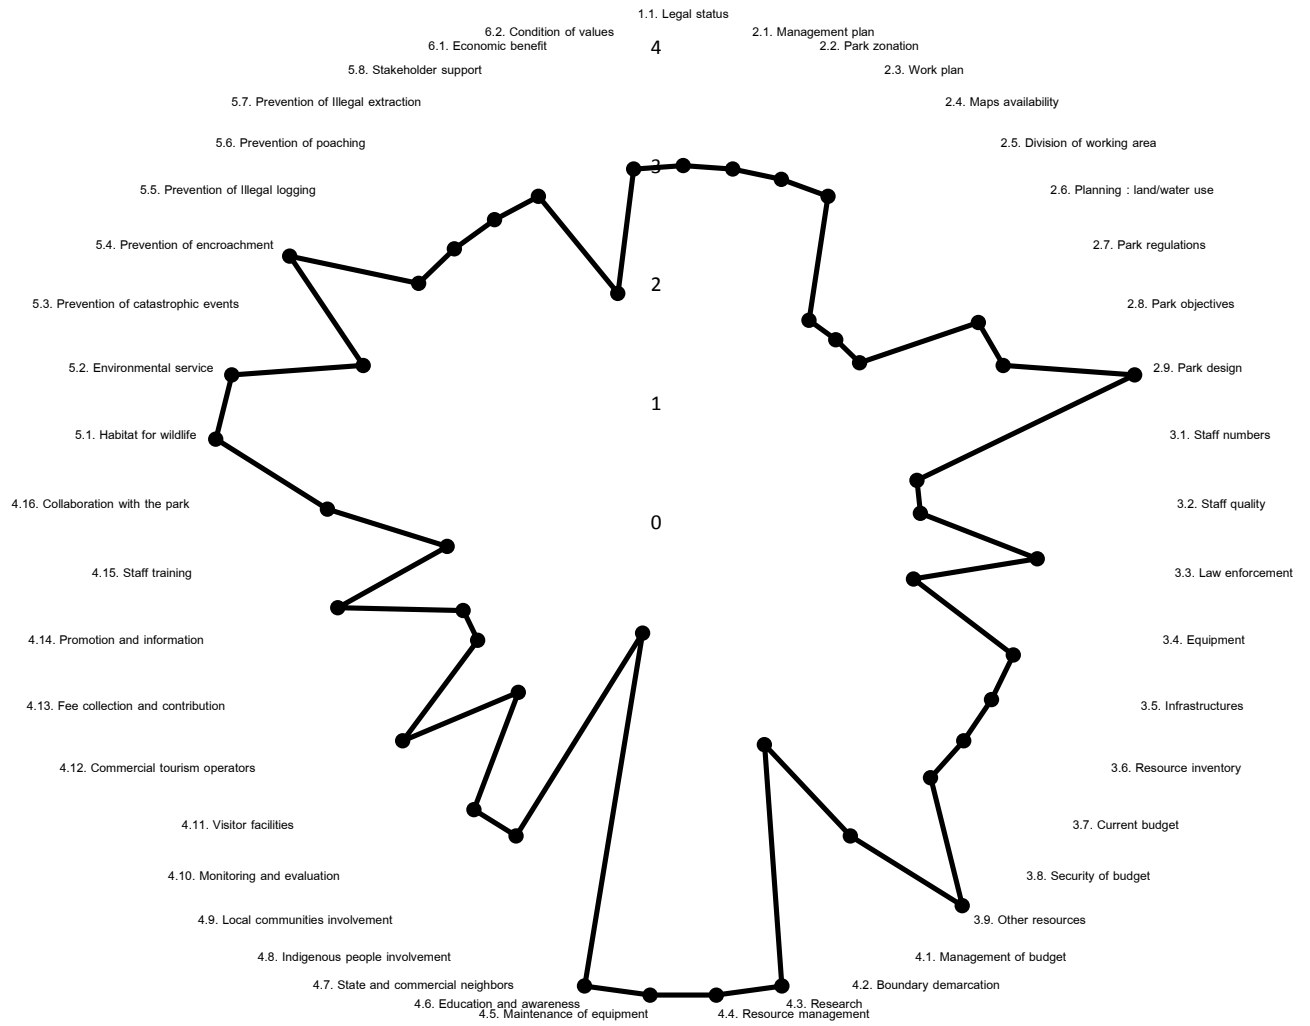 1.1. Legal status
2.1. Management plan
2.2. Park zonation
2.3. Work plan
2.4. Maps availability
2.5. Division of working area
2.6. Planning : land/water use
2.7. Park regulations
2.8. Park objectives
2.9. Park design
3.1. Staff numbers
3.2. Staff quality
3.3. Law enforcement
3.4. Equipment
3.5. Infrastructures
3.6. Resource inventory
3.7. Current budget
3.8. Security of budget
3.9. Other resources
4.1. Management of budget
4.2. Boundary demarcation
4.3. Research
4.4. Resource management
4.5. Maintenance of equipment
4.6. Education and awareness
4.7. State and commercial neighbors
4.8. Indigenous people involvement
4.9. Local communities involvement
4.10. Monitoring and evaluation
4.11. Visitor facilities
4.12. Commercial tourism operators
4.13. Fee collection and contribution
4.14. Promotion and information
4.15. Staff training
4.16. Collaboration with the park
5.1. Habitat for wildlife
5.2. Environmental service
5.3. Prevention of catastrophic events
5.4. Prevention of encroachment
5.5. Prevention of Illegal logging
5.6. Prevention of poaching
5.7. Prevention of Illegal extraction
5.8. Stakeholder support
6.1. Economic benefit
6.2. Condition of values
4
3
2
1
0